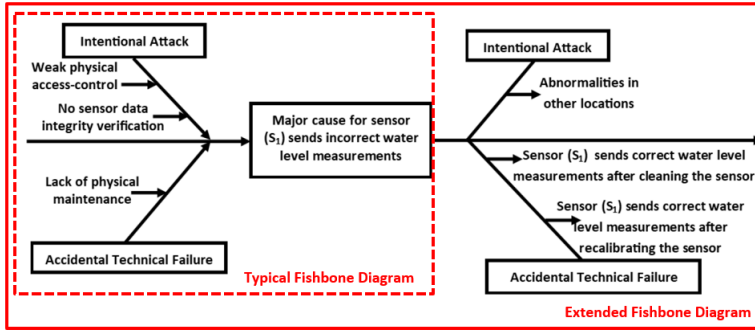 Intentional Attack
Weak physical
access-control
No sensor data
integrity verification
Lack of physical
maintenance
Accidental Technical Failure
Major cause for sensor
(S₁) sends incorrect water
level measurements
Typical Fishbone Diagram
Intentional Attack
Abnormalities in
other locations
Sensor (S₁) sends correct water level
measurements after cleaning the sensor
Sensor (S₁) sends correct water
level measurements after
recalibrating the sensor
Accidental Technical Failure
Extended Fishbone Diagram